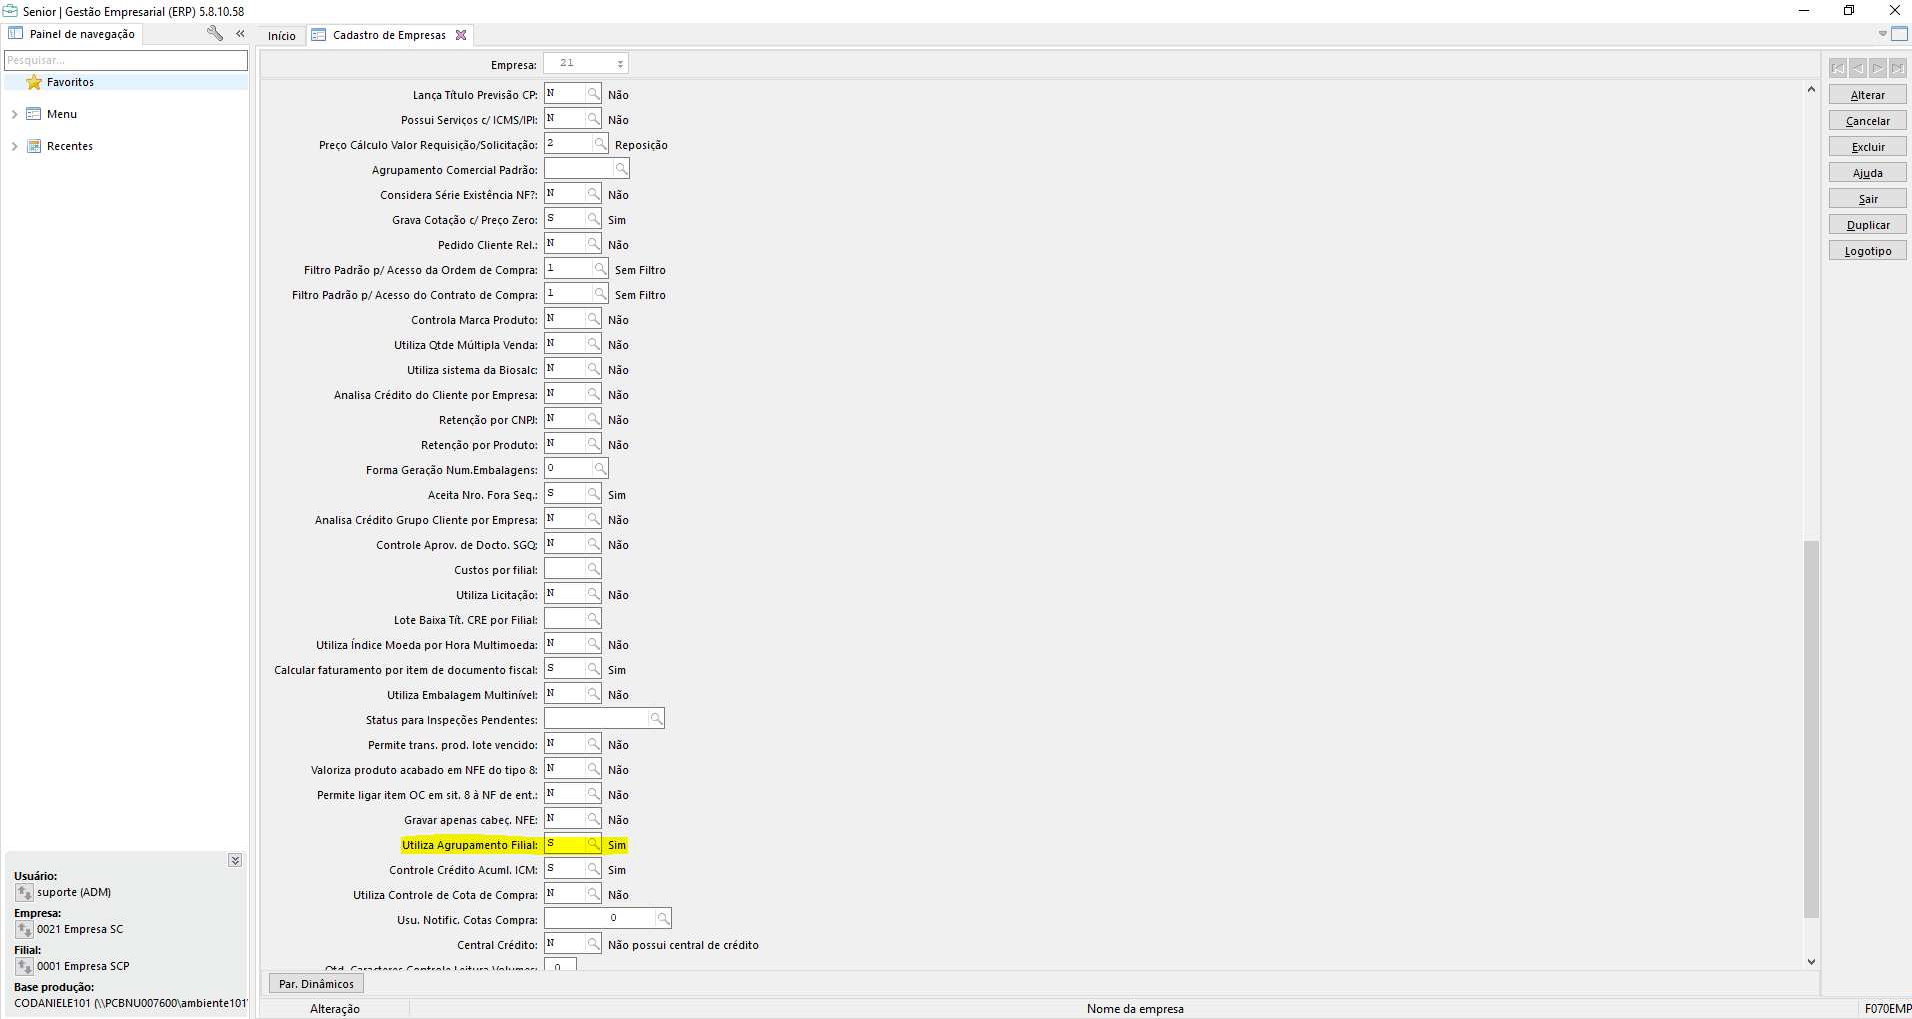 Senior | Gestão Empresarial (ERP) 5.8.10.58
Painel de navegação
Início
Cadastro de Empresas
Pesquisar...
Favoritos
Menu
Recentes
Empresa: 21
Lança Título Previsão CP: N Não
Possui Serviços c/ ICMS/IPI: N Não
Preço Cálculo Valor Requisição/Solicitação: 2 Reposição
Agrupamento Comercial Padrão:
Considera Série Existência NF?: N Não
Grava Cotação c/ Preço Zero: S Sim
Pedido Cliente Rel.: N Não
Filtro Padrão p/ Acesso da Ordem de Compra: 1 Sem Filtro
Filtro Padrão p/ Acesso do Contrato de Compra: 1 Sem Filtro
Controla Marca Produto: N Não
Utiliza Qtde Múltipla Venda: N Não
Utiliza sistema da Biosalc: N Não
Analisa Crédito do Cliente por Empresa: N Não
Retenção por CNPJ: N Não
Retenção por Produto: N Não
Forma Geração Num.Embalagens: 0
Aceita Nro. Fora Seq.: S Sim
Analisa Crédito Grupo Cliente por Empresa: N Não
Controle Aprov. de Docto. SGQ: N Não
Custos por filial:
Utiliza Licitação: N Não
Lote Baixa Tít. CRE por Filial:
Utiliza Índice Moeda por Hora Multimoeda: N Não
Calcular faturamento por item de documento fiscal: S Sim
Utiliza Embalagem Multinível: N Não
Status para Inspeções Pendentes:
Permite trans. prod. lote vencido: N Não
Valoriza produto acabado em NFE do tipo 8: N Não
Permite ligar item OC em sit. 8 à NF de ent.: N Não
Gravar apenas cabeç. NFE: N Não
Utiliza Agrupamento Filial: S Sim
Controle Crédito Acuml. ICM: S Sim
Utiliza Controle de Cota de Compra: N Não
Usu. Notific. Cotas Compra: 0
Central Crédito: N Não possui central de crédito
Qtd. Caracteres Controle Leitura Volumes: 0
Par. Dinâmicos
Alterar
Cancelar
Excluir
Ajuda
Sair
Duplicar
Logotipo
Usuário:
suporte (ADM)
Empresa:
0021 Empresa SC
Filial:
0001 Empresa SCP
Base produção:
CODANIELE101 (\\PCBNU007600\ambiente101\
Alteração
Nome da empresa
F070EMP